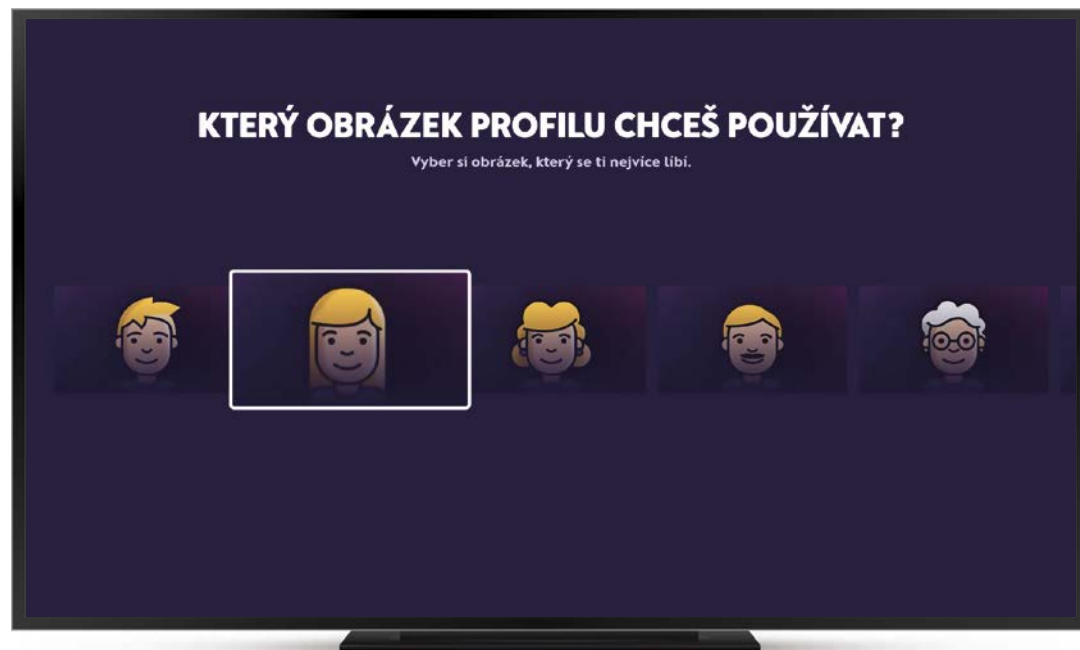 KTERÝ OBRÁZEK PROFILU CHCEŠ POUŽÍVAT?
Vyber si obrázek, který se ti nejvíce líbí.